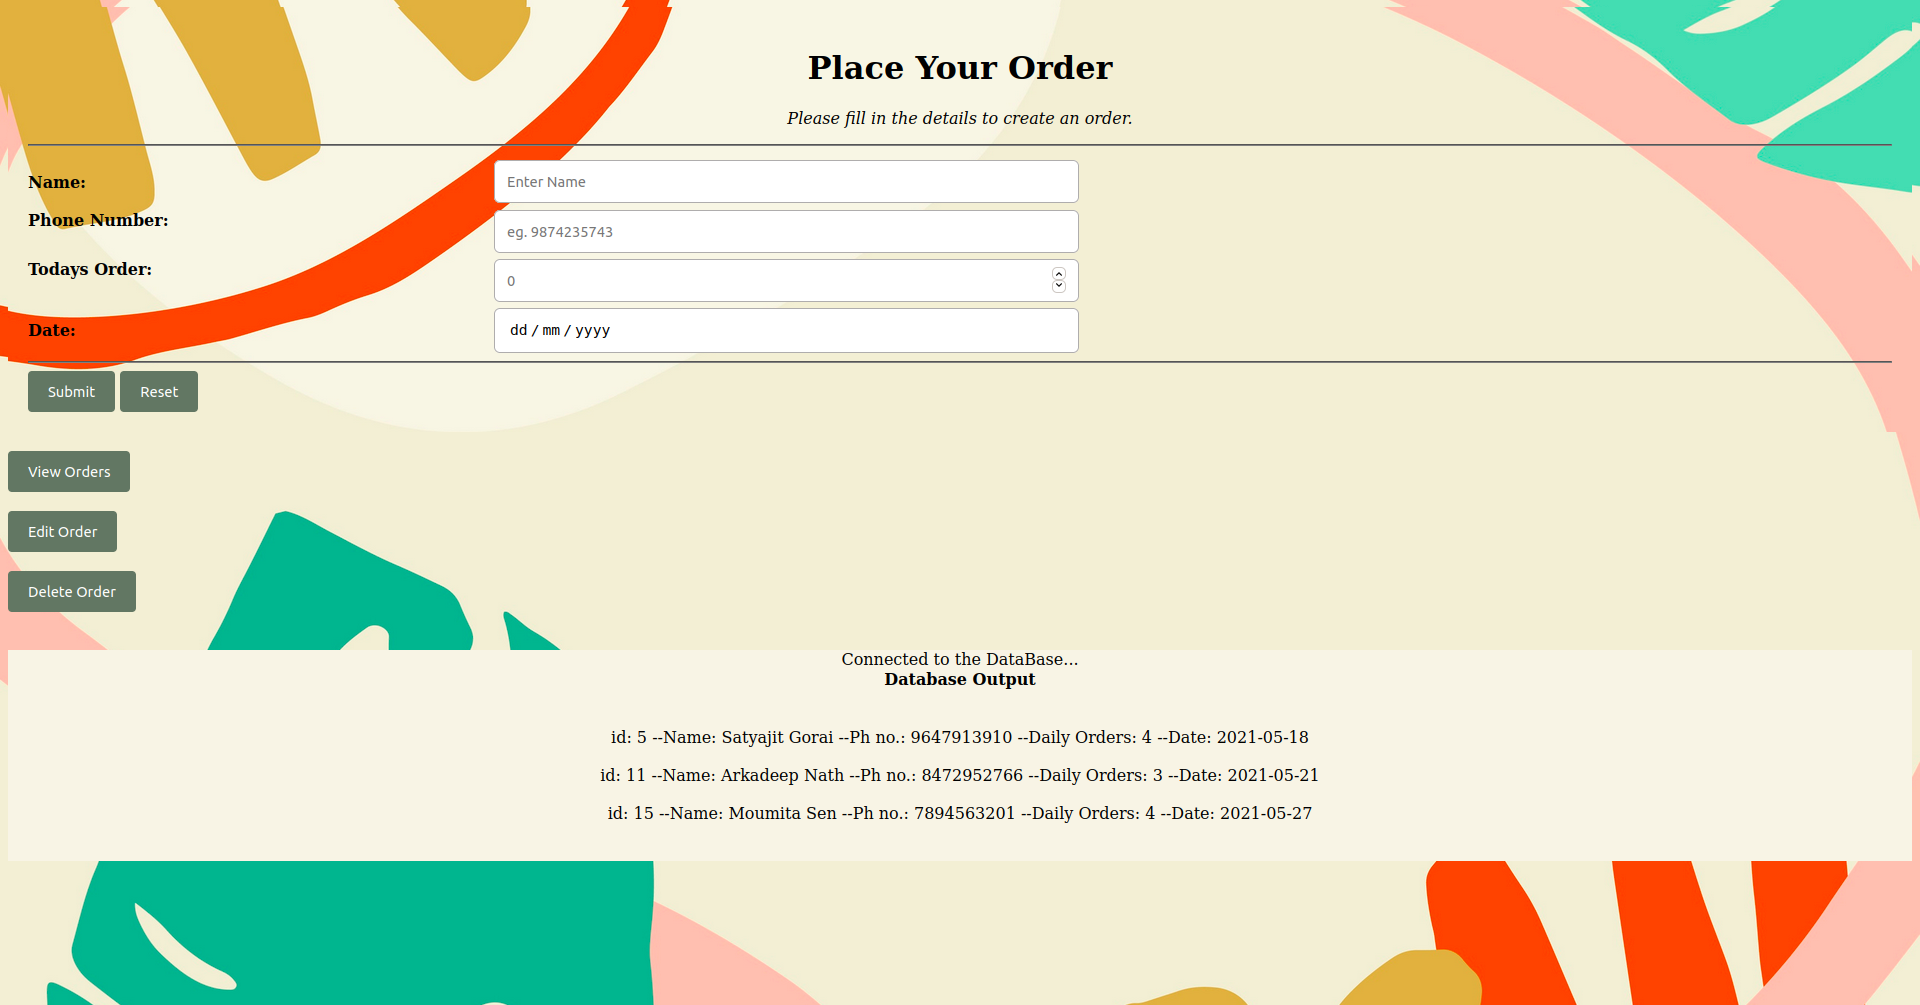 Place Your Order
Please fill in the details to create an order.
Name:
Enter Name
Phone Number:
eg. 9874235743
Todays Order:
0
Date:
dd / mm / yyyy
Submit
Reset
View Orders
Edit Order
Delete Order
Connected to the DataBase...
Database Output
id: 5 --Name: Satyajit Gorai --Ph no.: 9647913910 --Daily Orders: 4 --Date: 2021-05-18
id: 11 --Name: Arkadeep Nath --Ph no.: 8472952766 --Daily Orders: 3 --Date: 2021-05-21
id: 15 --Name: Moumita Sen --Ph no.: 7894563201 --Daily Orders: 4 --Date: 2021-05-27